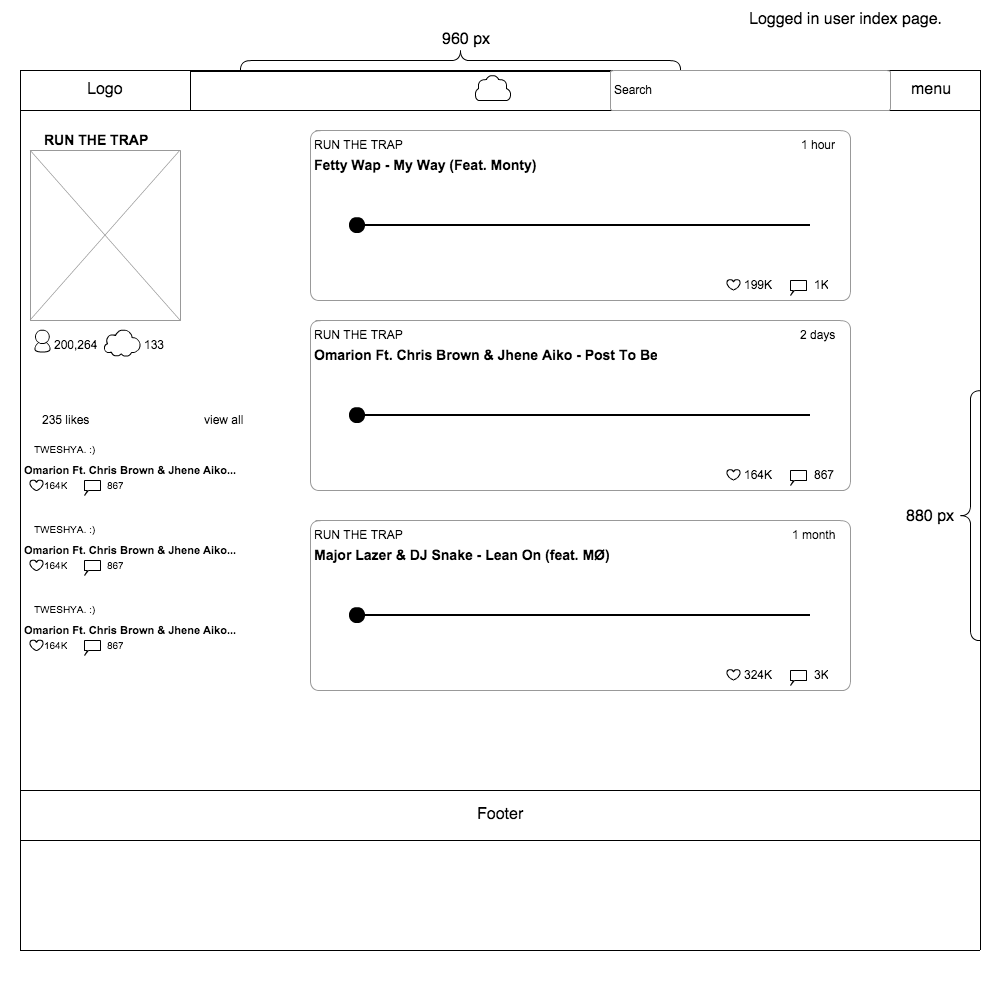 Logged in user index page.
960 px
Logo
Search
menu
RUN THE TRAP
200,264 133
235 likes view all
TWESHYA. :)
Omarion Ft. Chris Brown & Jhene Aiko...
164K 867
TWESHYA. :)
Omarion Ft. Chris Brown & Jhene Aiko...
164K 867
TWESHYA. :)
Omarion Ft. Chris Brown & Jhene Aiko...
164K 867
RUN THE TRAP 1 hour
Fetty Wap - My Way (Feat. Monty)
199K 1K
RUN THE TRAP 2 days
Omarion Ft. Chris Brown & Jhene Aiko - Post To Be
164K 867
RUN THE TRAP 1 month
Major Lazer & DJ Snake - Lean On (feat. MØ)
324K 3K
880 px
Footer